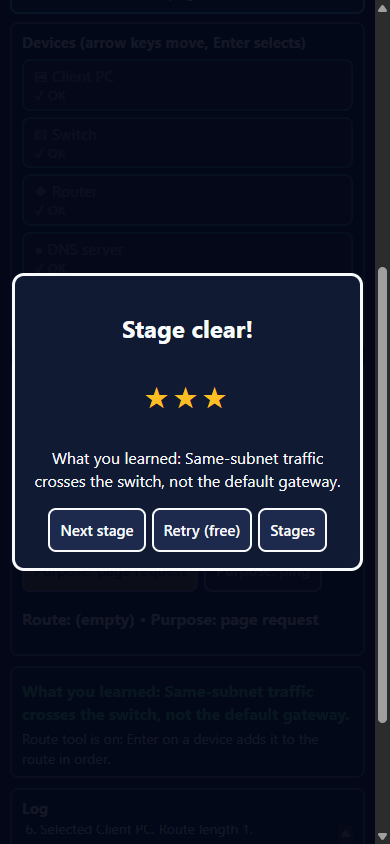 Devices (arrow keys move, Enter selects)
Client PC
✓ OK
Switch
✓ OK
Router
✓ OK
DNS server
Stage clear!
★ ★ ★
What you learned: Same-subnet traffic
crosses the switch, not the default gateway.
Next stage
Retry (free)
Stages
Route: (empty) • Purpose: page request
What you learned: Same-subnet traffic
crosses the switch, not the default gateway.
Route tool is on: Enter on a device adds it to the
route in order.
Log
6. Selected Client PC. Route length 1.